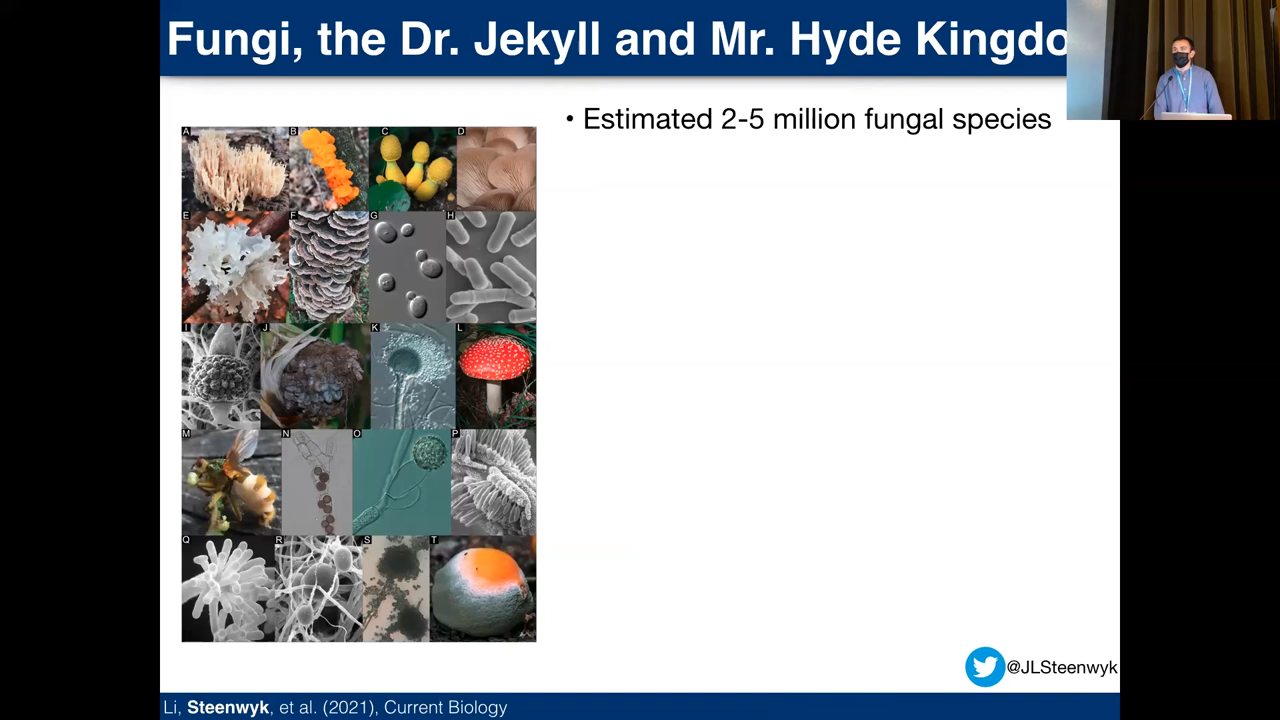 Fungi, the Dr. Jekyll and Mr. Hyde Kingdo
• Estimated 2-5 million fungal species
A B C D
E F G H
I J K L
M N O P
Q R S T
@JLSteenwyk
Li, Steenwyk, et al. (2021), Current Biology